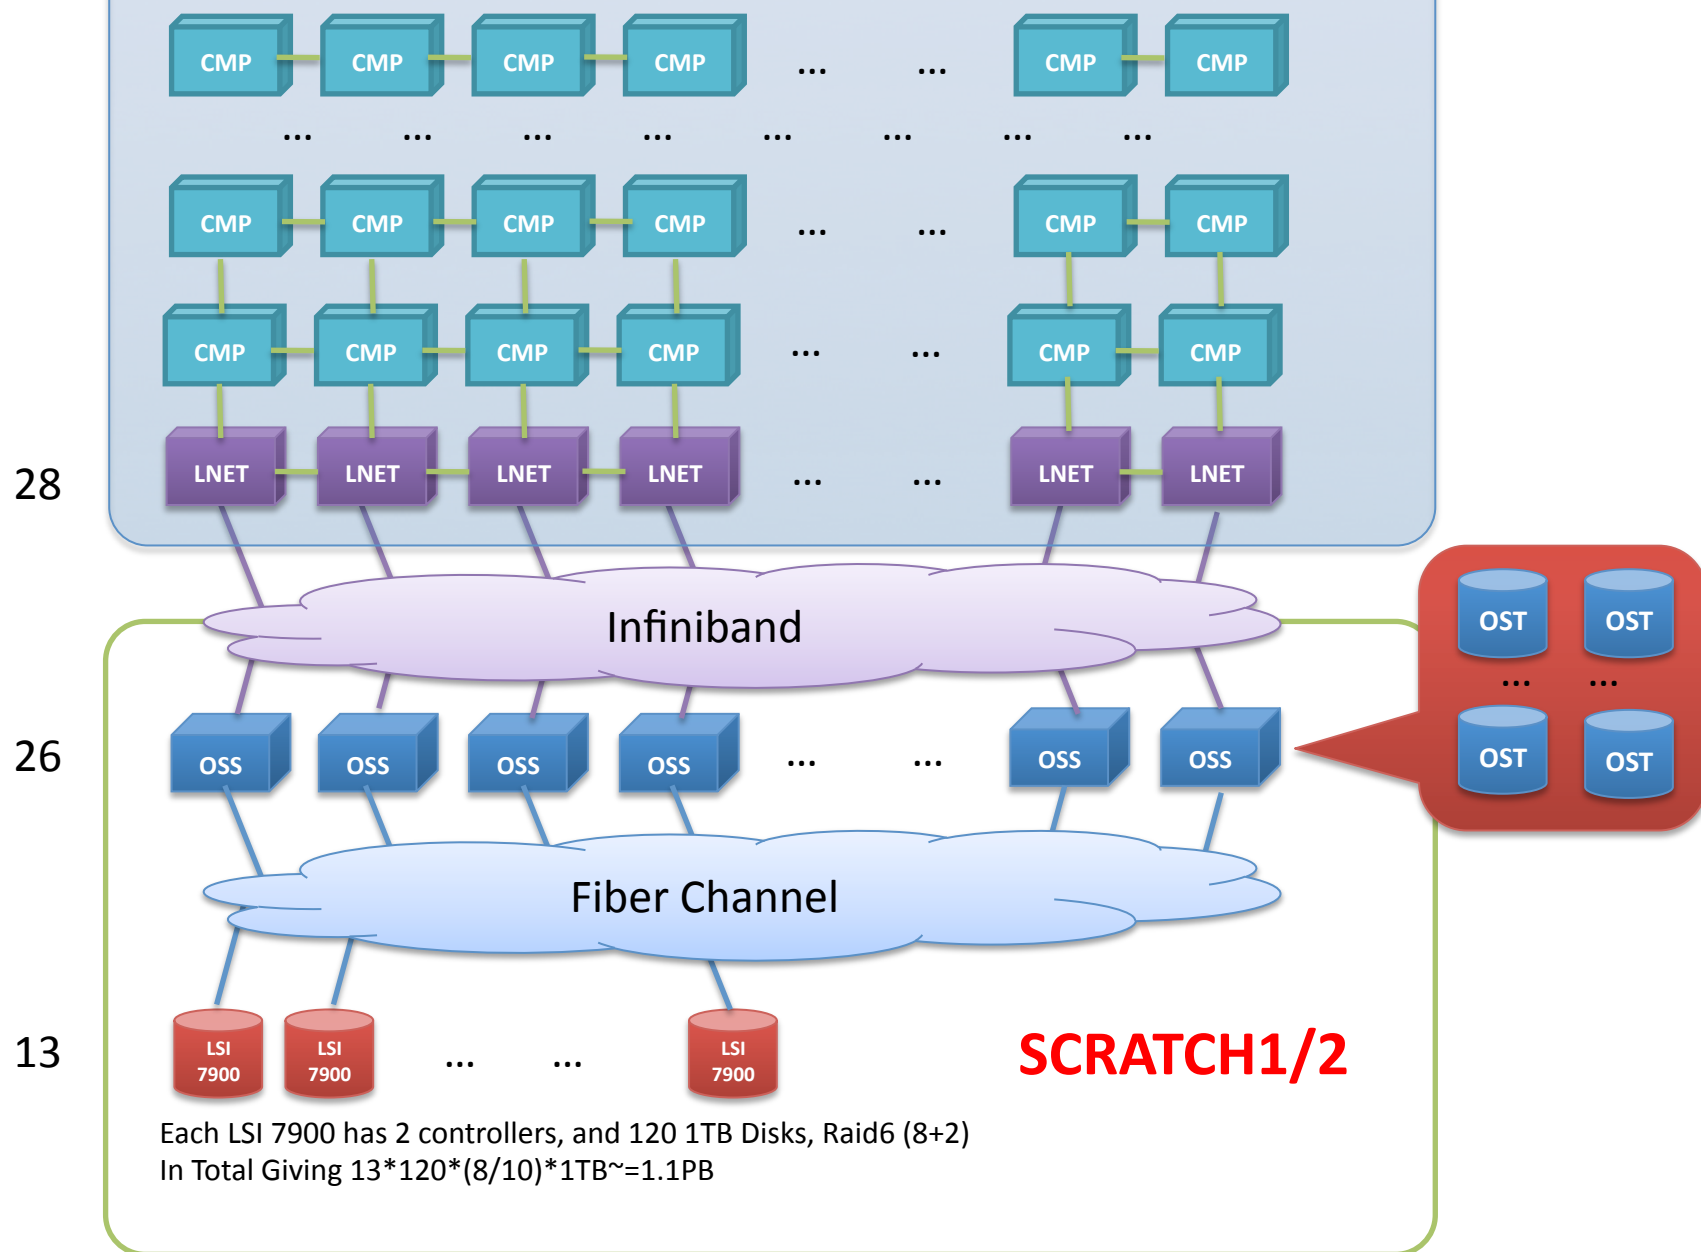 CMP CMP CMP CMP ... ... CMP CMP
... ... ... ... ... ... ... ...
CMP CMP CMP CMP ... ... CMP CMP
CMP CMP CMP CMP ... ... CMP CMP
28 LNET LNET LNET LNET ... ... LNET LNET
Infiniband
OST OST
... ...
OST OST
26 OSS OSS OSS OSS ... ... OSS OSS
Fiber Channel
13
LSI
7900
LSI
7900
... ...
LSI
7900
SCRATCH1/2
Each LSI 7900 has 2 controllers, and 120 1TB Disks, Raid6 (8+2)
In Total Giving 13*120*(8/10)*1TB~=1.1PB